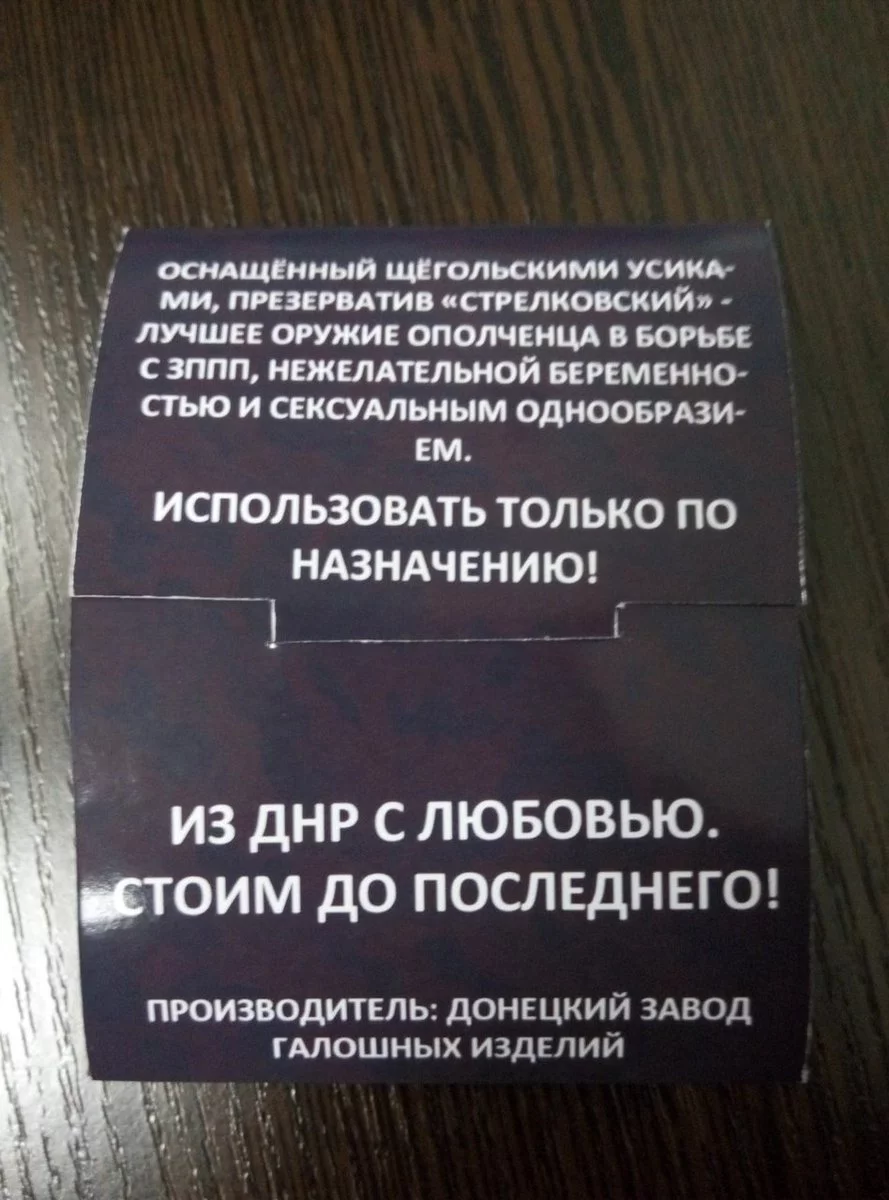 ОСНАЩЁННЫЙ ЩЁГОЛЬСКИМИ УСИКА-
МИ, ПРЕЗЕРВАТИВ «СТРЕЛКОВСКИЙ» -
ЛУЧШЕЕ ОРУЖИЕ ОПОЛЧЕНЦА В БОРЬБЕ
С ЗППП, НЕЖЕЛАТЕЛЬНОЙ БЕРЕМЕННО-
СТЬЮ И СЕКСУАЛЬНЫМ ОДНООБРАЗИ-
ЕМ.
ИСПОЛЬЗОВАТЬ ТОЛЬКО ПО
НАЗНАЧЕНИЮ!
ИЗ ДНР С ЛЮБОВЬЮ.
СТОИМ ДО ПОСЛЕДНЕГО!
ПРОИЗВОДИТЕЛЬ: ДОНЕЦКИЙ ЗАВОД
ГАЛОШНЫХ ИЗДЕЛИЙ